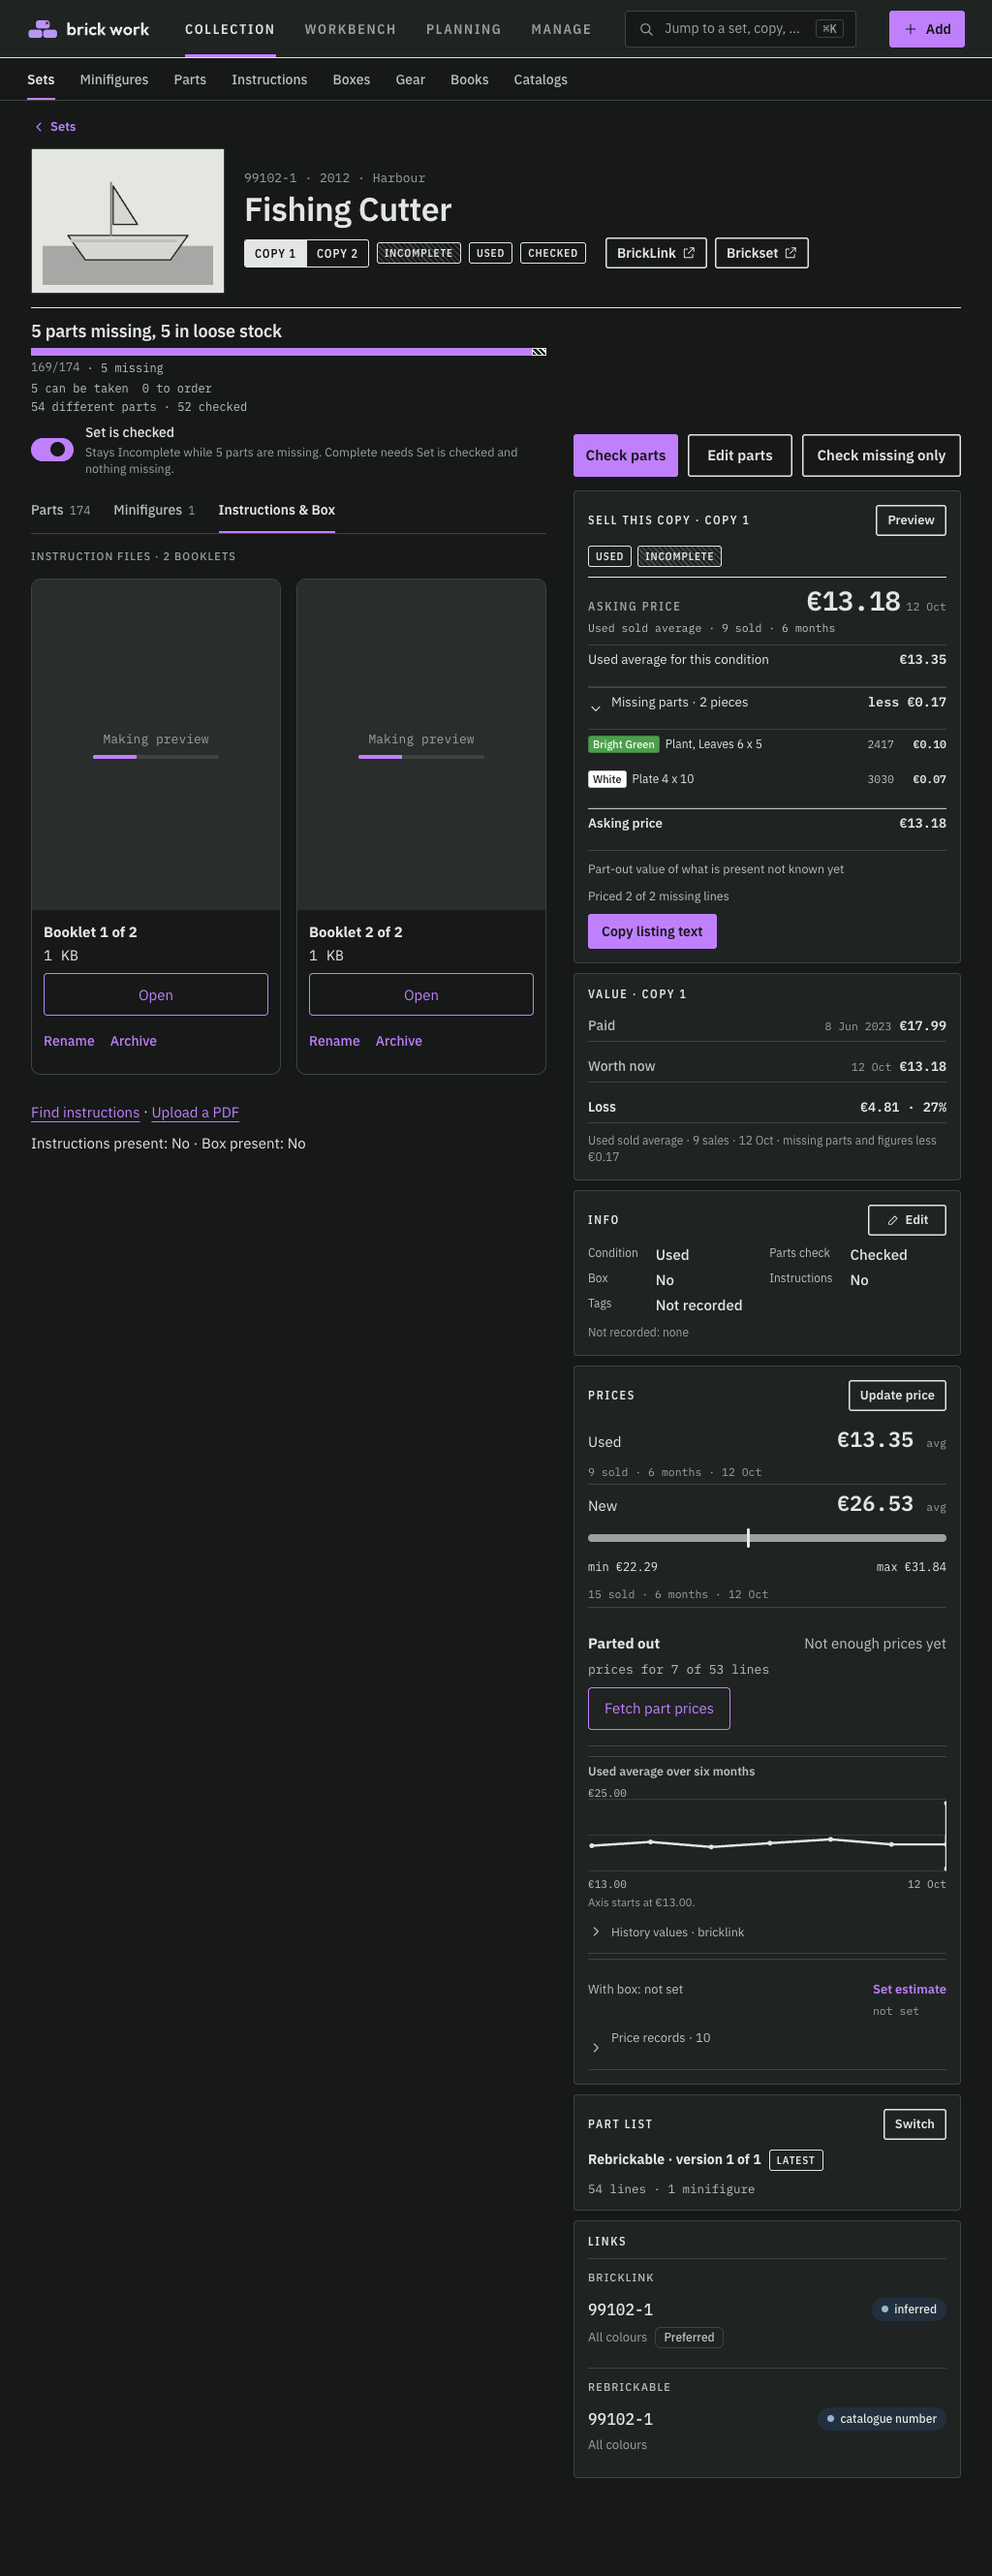 brick work
COLLECTION
WORKBENCH
PLANNING
MANAGE
Jump to a set, copy, ...
⌘K
Add
Sets
Minifigures
Parts
Instructions
Boxes
Gear
Books
Catalogs
Sets
99102-1 · 2012 · Harbour
Fishing Cutter
COPY 1
COPY 2
INCOMPLETE
USED
CHECKED
BrickLink
Brickset
5 parts missing, 5 in loose stock
169/174 · 5 missing
5 can be taken 0 to order
54 different parts · 52 checked
Set is checked
Stays Incomplete while 5 parts are missing. Complete needs Set is checked and
nothing missing.
Parts 174
Minifigures 1
Instructions & Box
INSTRUCTION FILES · 2 BOOKLETS
Making preview
Booklet 1 of 2
1 KB
Open
Rename
Archive
Making preview
Booklet 2 of 2
1 KB
Open
Rename
Archive
Find instructions · Upload a PDF
Instructions present: No · Box present: No
Check parts
Edit parts
Check missing only
SELL THIS COPY · COPY 1
Preview
USED
INCOMPLETE
ASKING PRICE
€13.18 12 Oct
Used sold average · 9 sold · 6 months
Used average for this condition €13.35
Missing parts · 2 pieces less €0.17
Bright Green Plant, Leaves 6 x 5 2417 €0.10
White Plate 4 x 10 3030 €0.07
Asking price €13.18
Part-out value of what is present not known yet
Priced 2 of 2 missing lines
Copy listing text
VALUE · COPY 1
Paid 8 Jun 2023 €17.99
Worth now 12 Oct €13.18
Loss €4.81 · 27%
Used sold average · 9 sales · 12 Oct · missing parts and figures less
€0.17
INFO
Edit
Condition Used Parts check Checked
Box No Instructions No
Tags Not recorded
Not recorded: none
PRICES
Update price
Used €13.35 avg
9 sold · 6 months · 12 Oct
New €26.53 avg
min €22.29 max €31.84
15 sold · 6 months · 12 Oct
Parted out Not enough prices yet
prices for 7 of 53 lines
Fetch part prices
Used average over six months
€25.00
€13.00 12 Oct
Axis starts at €13.00.
History values · bricklink
With box: not set Set estimate
not set
Price records · 10
PART LIST
Switch
Rebrickable · version 1 of 1 LATEST
54 lines · 1 minifigure
LINKS
BRICKLINK
99102-1 inferred
All colours Preferred
REBRICKABLE
99102-1 catalogue number
All colours